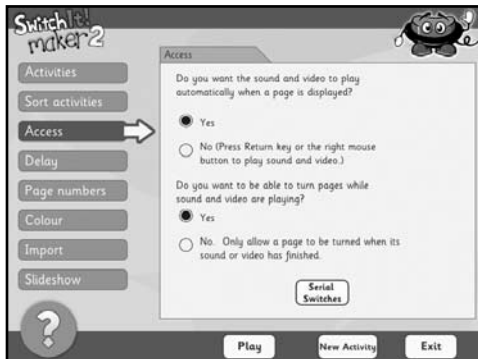 SwitchIt!
maker2
Activities
Sort activities
Access
Delay
Page numbers
Colour
Import
Slideshow
?
Access
Do you want the sound and video to play
automatically when a page is displayed?
Yes
No (Press Return key or the right mouse
button to play sound and video.)
Do you want to be able to turn pages while
sound and video are playing?
Yes
No. Only allow a page to be turned when its
sound or video has finished.
Serial
Switches
Play
New Activity
Exit